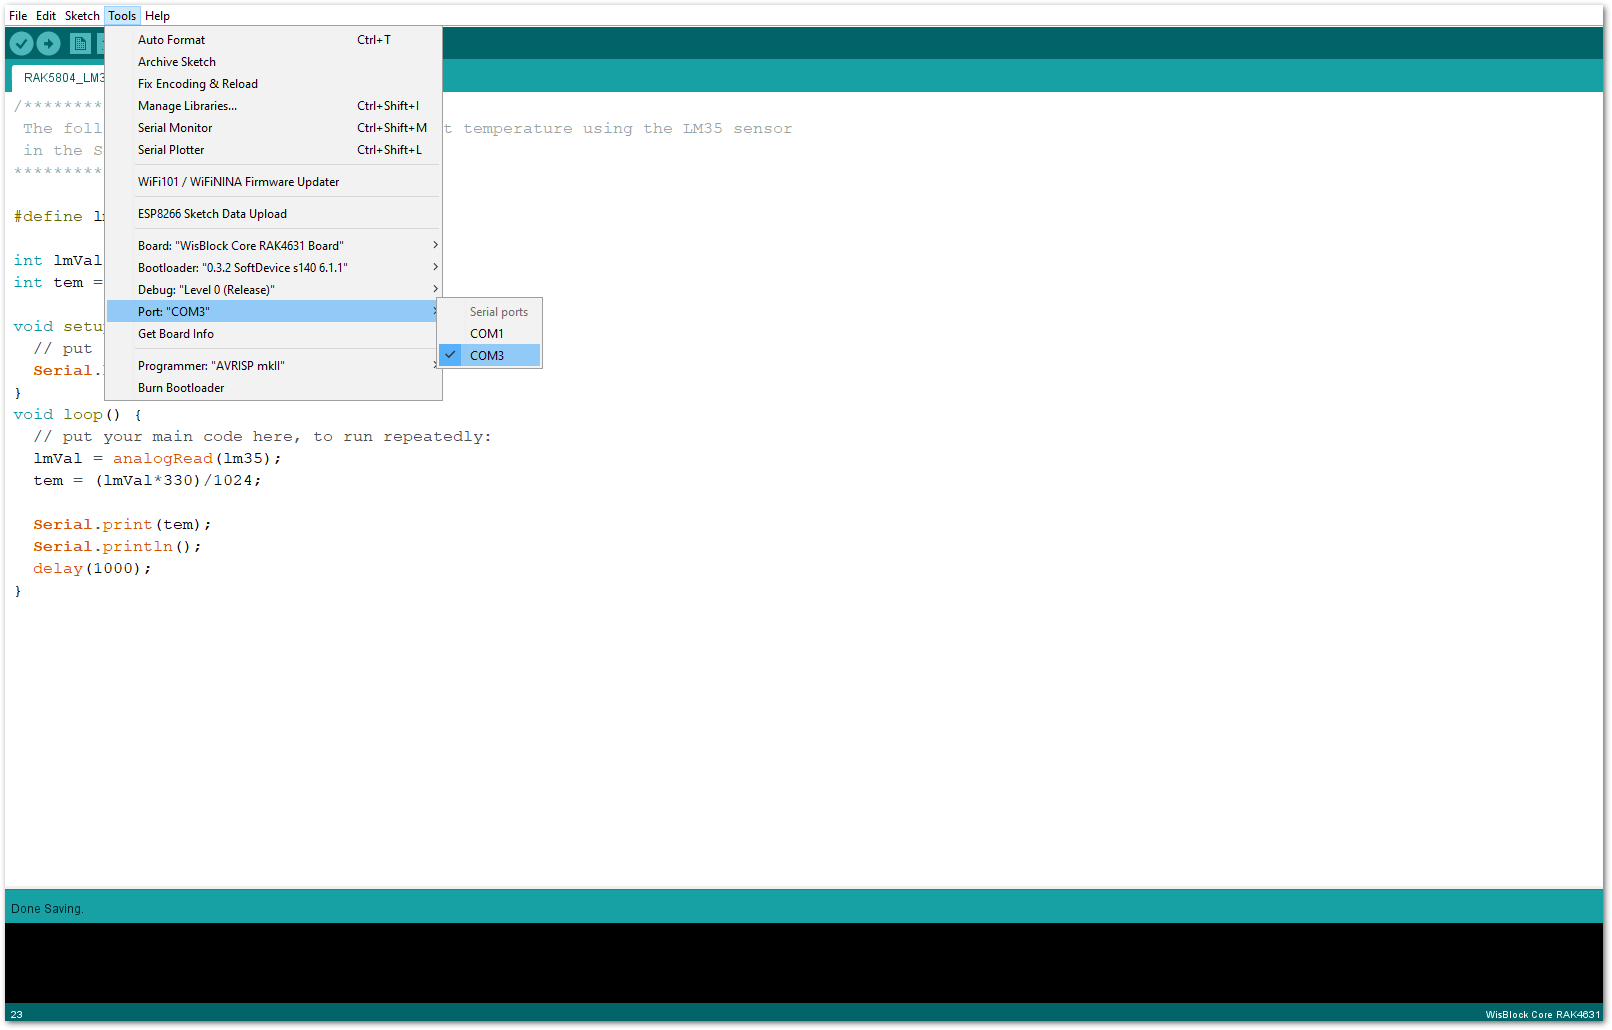 File Edit Sketch Tools Help
Auto Format Ctrl+T
Archive Sketch
Fix Encoding & Reload
Manage Libraries... Ctrl+Shift+I
Serial Monitor Ctrl+Shift+M
Serial Plotter Ctrl+Shift+L
WiFi101 / WiFiNINA Firmware Updater
ESP8266 Sketch Data Upload
Board: "WisBlock Core RAK4631 Board"
Bootloader: "0.3.2 SoftDevice s140 6.1.1"
Debug: "Level 0 (Release)"
Port: "COM3"
Get Board Info
Programmer: "AVRISP mkII"
Burn Bootloader
Serial ports
COM1
COM3
RAK5804_LM3
/*********
The foll t temperature using the LM35 sensor
in the S
*********
#define l
int lmVal
int tem =
void setu
// put
Serial.
}
void loop() {
// put your main code here, to run repeatedly:
lmVal = analogRead(lm35);
tem = (lmVal*330)/1024;
Serial.print(tem);
Serial.println();
delay(1000);
}
Done Saving.
23 WisBlock Core RAK4631